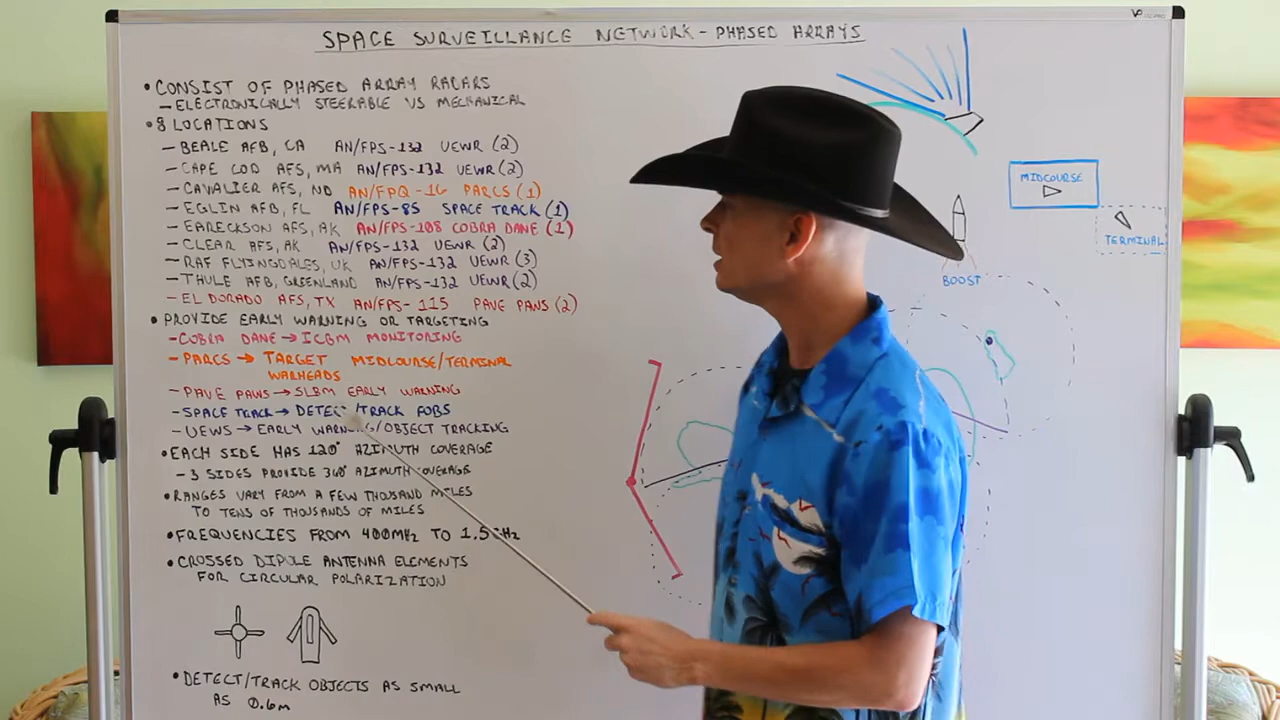 SPACE SURVEILLANCE NETWORK - PHASED ARRAYS
• CONSIST OF PHASED ARRAY RADARS
– ELECTRONICALLY STEERABLE VS MECHANICAL
• 8 LOCATIONS
– BEALE AFB, CA AN/FPS-132 UEWR (2)
– CAPE COD AFS, MA AN/FPS-132 UEWR (2)
– CAVALIER AFS, ND AN/FPQ-16 PARCS (1)
– EGLIN AFB, FL AN/FPS-85 SPACE TRACK (1)
– EARECKSON AFS, AK AN/FPS-108 COBRA DANE (1)
– CLEAR AFS, AK AN/FPS-132 UEWR (2)
– RAF FLYINGDALES, UK AN/FPS-132 UEWR (3)
– THULE AFB, GREENLAND AN/FPS-132 UEWR (2)
– EL DORADO AFS, TX AN/FPS-115 PAVE PAWS (2)
• PROVIDE EARLY WARNING OR TARGETING
– COBRA DANE → ICBM MONITORING
– PARCS → TARGET MIDCOURSE/TERMINAL
WARHEADS
– PAVE PAWS → SLBM EARLY WARNING
– SPACE TRACK → DETECT/TRACK FOBS
– UEWS → EARLY WARNING/OBJECT TRACKING
• EACH SIDE HAS 120° AZIMUTH COVERAGE
– 3 SIDES PROVIDE 360° AZIMUTH COVERAGE
• RANGES VARY FROM A FEW THOUSAND MILES
TO TENS OF THOUSANDS OF MILES
• FREQUENCIES FROM 400MHz TO 1.5GHz
• CROSSED DIPOLE ANTENNA ELEMENTS
FOR CIRCULAR POLARIZATION
• DETECT/TRACK OBJECTS AS SMALL
AS 0.6m
MIDCOURSE
TERMINAL
BOOST